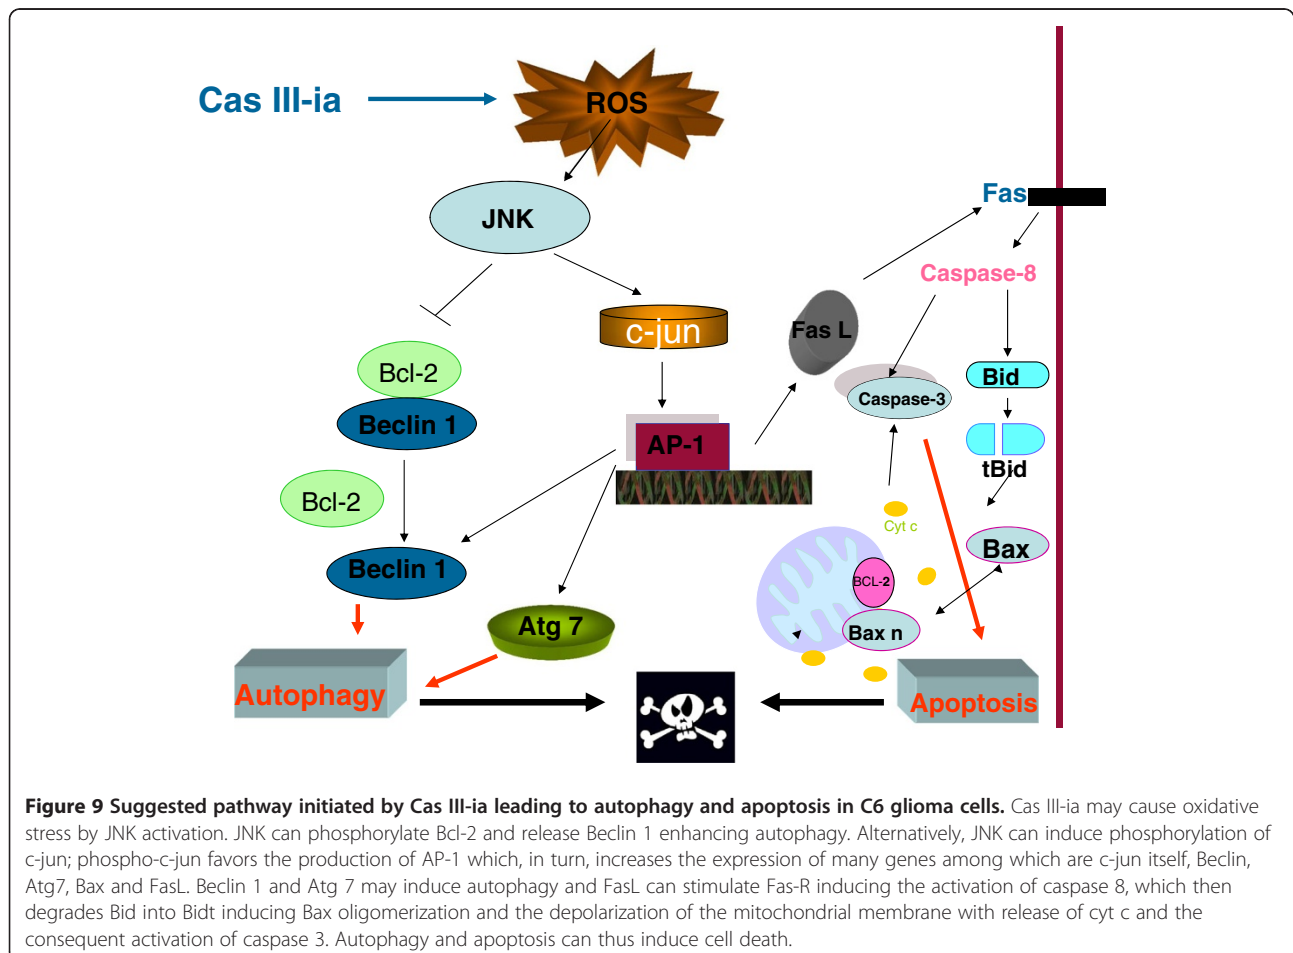 Cas III-ia
ROS
JNK
Fas
Caspase-8
c-jun
Fas L
Bcl-2
Beclin 1
Bid
Caspase-3
AP-1
tBid
Bcl-2
Cyt c
Bax
Beclin 1
BCL-2
Atg 7
Bax n
Autophagy
Apoptosis
Figure 9 Suggested pathway initiated by Cas III-ia leading to autophagy and apoptosis in C6 glioma cells. Cas III-ia may cause oxidative
stress by JNK activation. JNK can phosphorylate Bcl-2 and release Beclin 1 enhancing autophagy. Alternatively, JNK can induce phosphorylation of
c-jun; phospho-c-jun favors the production of AP-1 which, in turn, increases the expression of many genes among which are c-jun itself, Beclin,
Atg7, Bax and FasL. Beclin 1 and Atg 7 may induce autophagy and FasL can stimulate Fas-R inducing the activation of caspase 8, which then
degrades Bid into Bidt inducing Bax oligomerization and the depolarization of the mitochondrial membrane with release of cyt c and the
consequent activation of caspase 3. Autophagy and apoptosis can thus induce cell death.